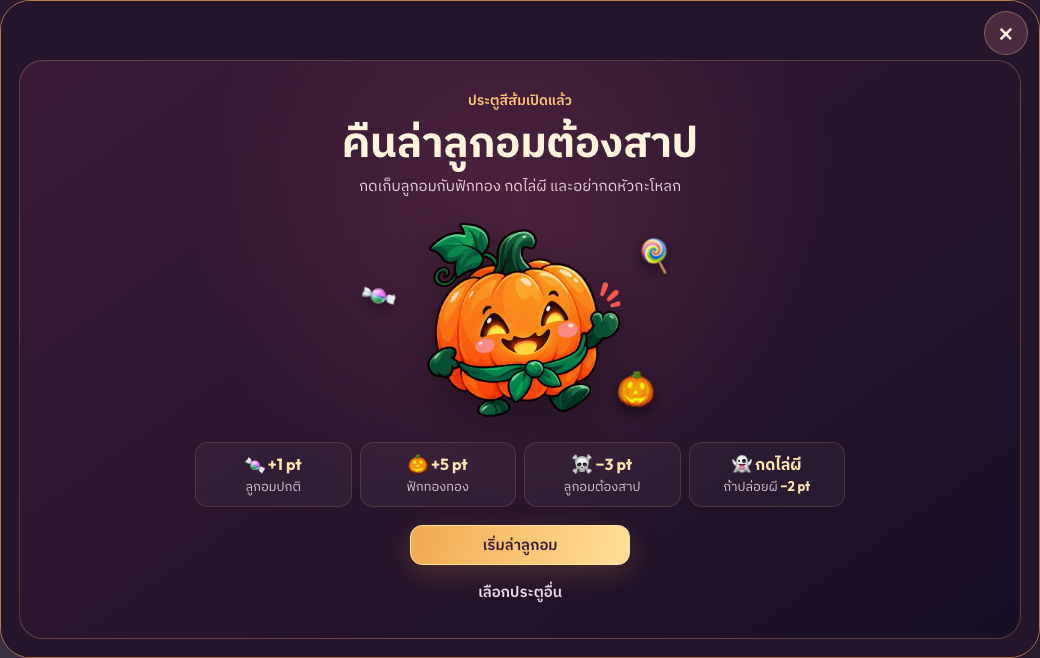 ประตูสีส้มเปิดแล้ว
คืนล่าลูกอมต้องสาป
กดเก็บลูกอมกับฟักทอง กดไล่ผี และอย่ากดหัวกะโหลก
🍬 +1 pt
ลูกอมปกติ
🎃 +5 pt
ฟักทองทอง
☠️ −3 pt
ลูกอมต้องสาป
👻 กดไล่ผี
ถ้าปล่อยผี −2 pt
เริ่มล่าลูกอม
เลือกประตูอื่น